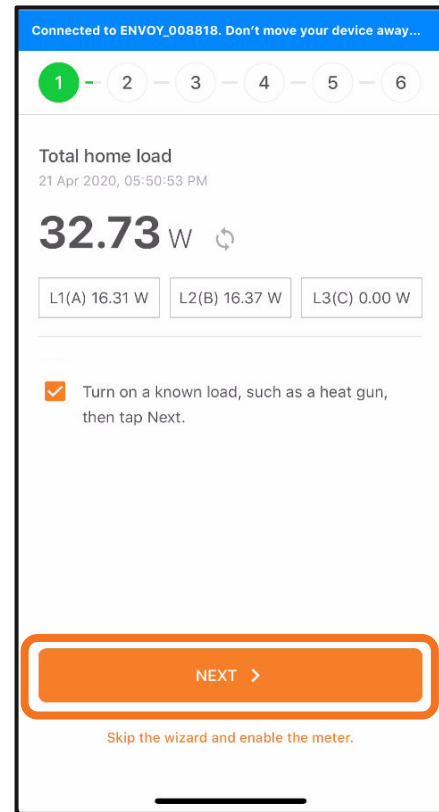 Connected to ENVOY_008818. Don't move your device away...
1 2 3 4 5 6
Total home load
21 Apr 2020, 05:50:53 PM
32.73 W
L1(A) 16.31 W L2(B) 16.37 W L3(C) 0.00 W
Turn on a known load, such as a heat gun,
then tap Next.
NEXT
Skip the wizard and enable the meter.